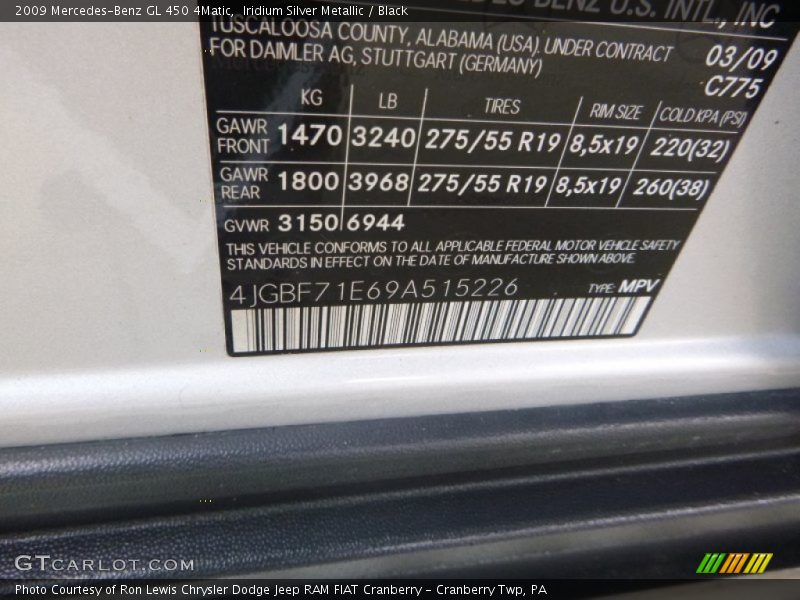 2009 Mercedes-Benz GL 450 4Matic, Iridium Silver Metallic / Black
BENZ U.S. INT'L, INC
TUSCALOOSA COUNTY, ALABAMA (USA). UNDER CONTRACT
FOR DAIMLER AG, STUTTGART (GERMANY)
03/09
C775
KG LB TIRES RIM SIZE COLD KPA (PSI)
GAWR FRONT 1470 3240 275/55 R19 8,5x19 220(32)
GAWR REAR 1800 3968 275/55 R19 8,5x19 260(38)
GVWR 3150 6944
THIS VEHICLE CONFORMS TO ALL APPLICABLE FEDERAL MOTOR VEHICLE SAFETY
STANDARDS IN EFFECT ON THE DATE OF MANUFACTURE SHOWN ABOVE.
4JGBF71E69A515226 TYPE: MPV
GTCARLOT.COM
Photo Courtesy of Ron Lewis Chrysler Dodge Jeep RAM FIAT Cranberry - Cranberry Twp, PA